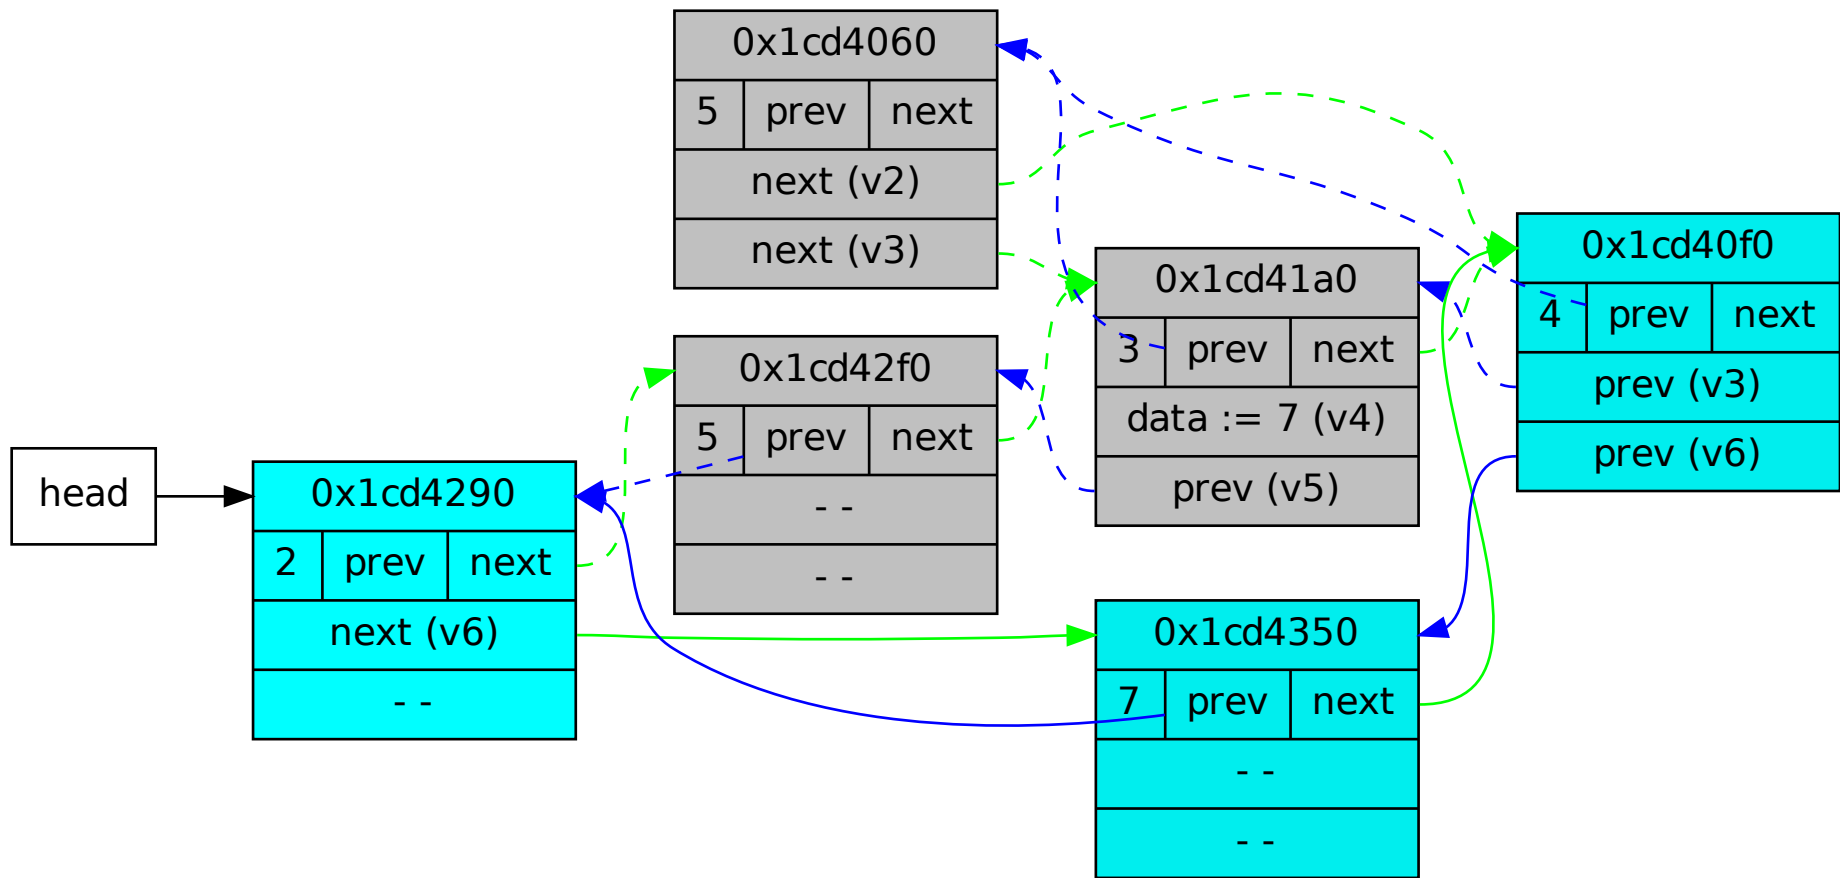 0x1cd4060
5 prev next
next (v2)
next (v3)
0x1cd40f0
4 prev next
prev (v3)
prev (v6)
0x1cd41a0
3 prev next
data := 7 (v4)
prev (v5)
0x1cd42f0
5 prev next
- -
- -
head
0x1cd4290
2 prev next
next (v6)
- -
0x1cd4350
7 prev next
- -
- -